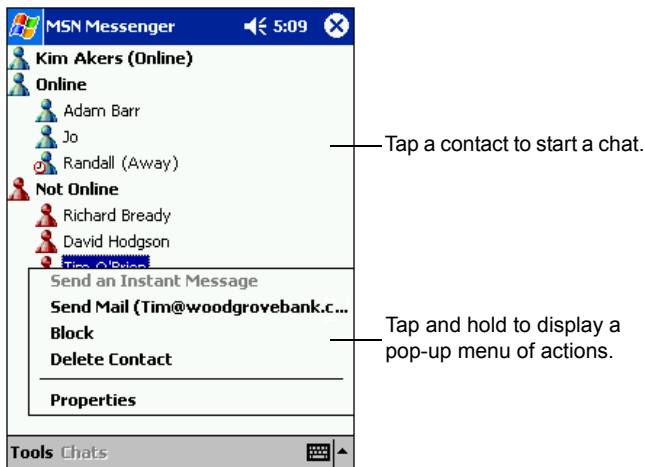 MSN Messenger 5:09
Kim Akers (Online)
Online
Adam Barr
Jo
Randall (Away)
Tap a contact to start a chat.
Not Online
Richard Bready
David Hodgson
Tim O'Brien
Send an Instant Message
Send Mail (Tim@woodgrovebank.c...
Block
Delete Contact
Properties
Tap and hold to display a
pop-up menu of actions.
Tools Chats